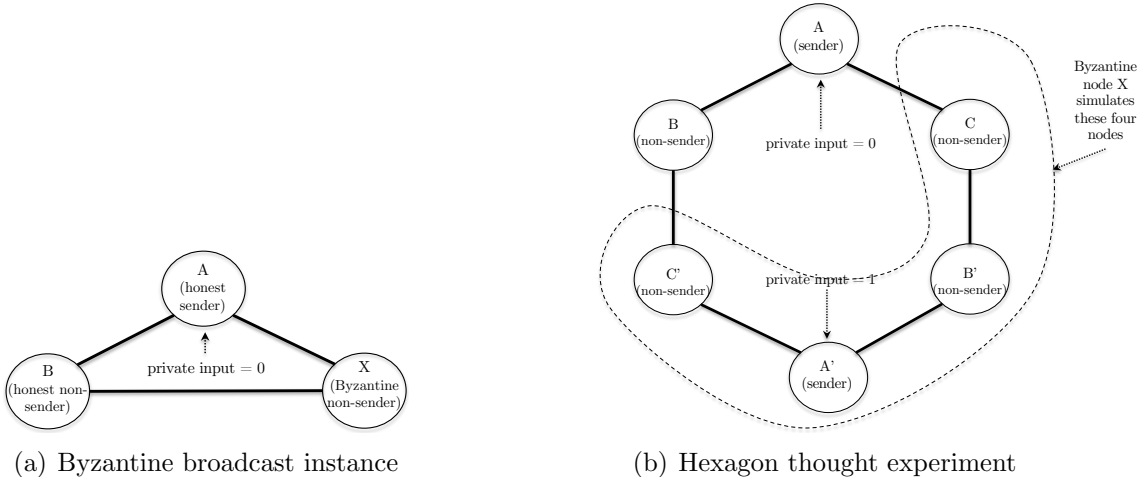 A
(honest
sender)
private input = 0
B
(honest non-
sender)
X
(Byzantine
non-sender)
(a) Byzantine broadcast instance
A
(sender)
Byzantine
node X
simulates
these four
nodes
B
(non-sender)
private input = 0
C
(non-sender)
C'
(non-sender)
private input = 1
B'
(non-sender)
A'
(sender)
(b) Hexagon thought experiment